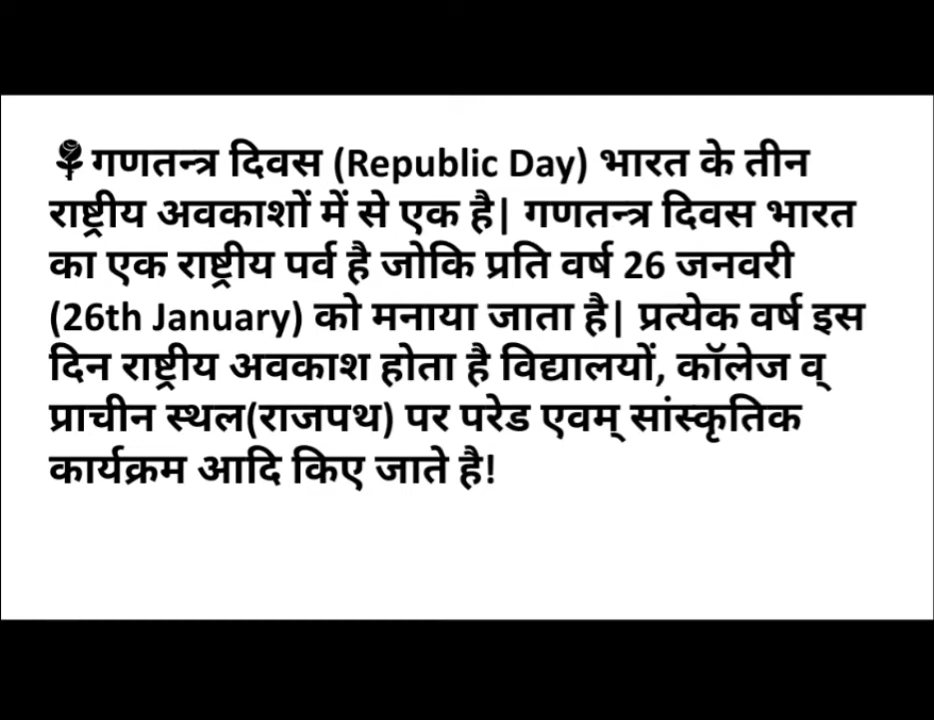 🌹गणतन्त्र दिवस (Republic Day) भारत के तीन
राष्ट्रीय अवकाशों में से एक है| गणतन्त्र दिवस भारत
का एक राष्ट्रीय पर्व है जोकि प्रति वर्ष 26 जनवरी
(26th January) को मनाया जाता है| प्रत्येक वर्ष इस
दिन राष्ट्रीय अवकाश होता है विद्यालयों, कॉलेज व्
प्राचीन स्थल(राजपथ) पर परेड एवम् सांस्कृतिक
कार्यक्रम आदि किए जाते है!